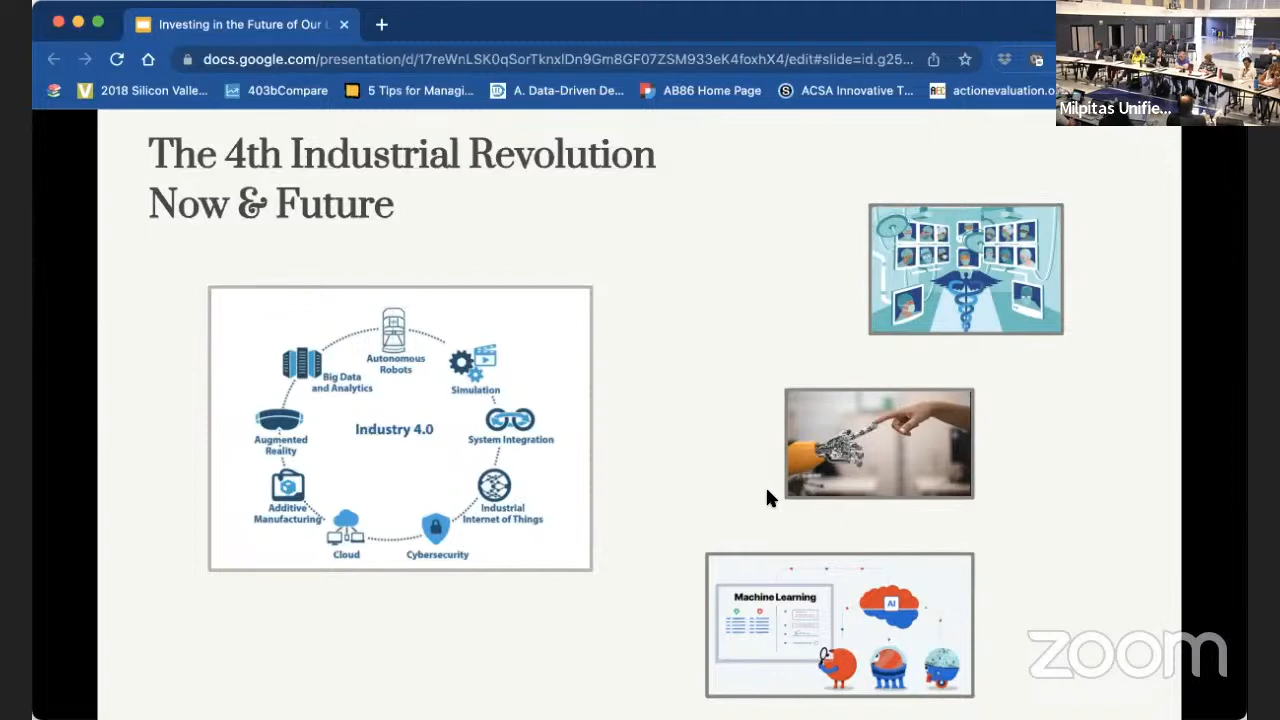 Investing in the Future of Our L
docs.google.com/presentation/d/17reWnLSK0qSorTknxlDn9Gm8GF07ZSM933eK4foxhX4/edit#slide=id.g25...
2018 Silicon Valle...
403bCompare
5 Tips for Managi...
A. Data-Driven De...
AB86 Home Page
ACSA Innovative T...
actionevaluation.o
Milpitas Unifie...
The 4th Industrial Revolution
Now & Future
Autonomous
Robots
Big Data
and Analytics
Simulation
Industry 4.0
Augmented
Reality
System Integration
Additive
Manufacturing
Industrial
Internet of Things
Cloud
Cybersecurity
Machine Learning
AI
zoom